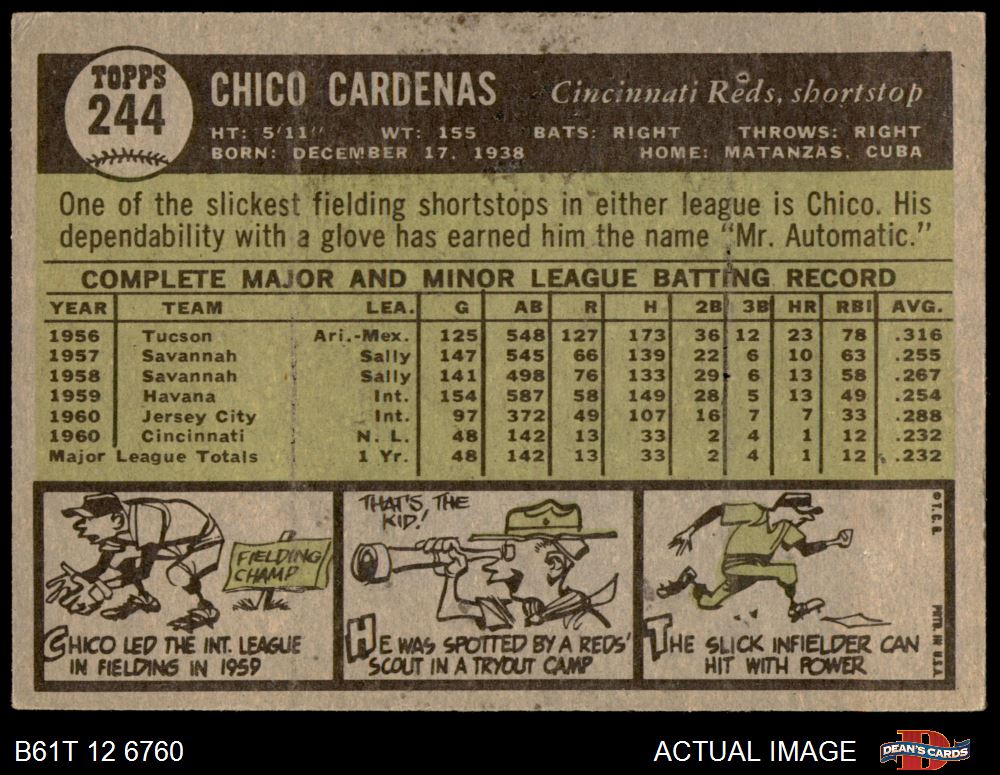 TOPPS
244
CHICO CARDENAS Cincinnati Reds, shortstop
HT: 5'11" WT: 155 BATS: RIGHT THROWS: RIGHT
BORN: DECEMBER 17, 1938 HOME: MATANZAS, CUBA
One of the slickest fielding shortstops in either league is Chico. His
dependability with a glove has earned him the name "Mr. Automatic."
COMPLETE MAJOR AND MINOR LEAGUE BATTING RECORD
YEAR TEAM LEA. G AB R H 2B 3B HR RBI AVG.
1956 Tucson Ari.-Mex. 125 548 127 173 36 12 23 78 .316
1957 Savannah Sally 147 545 66 139 22 6 10 63 .255
1958 Savannah Sally 141 498 76 133 29 6 13 58 .267
1959 Havana Int. 154 587 58 149 28 5 13 49 .254
1960 Jersey City Int. 97 372 49 107 16 7 7 33 .288
1960 Cincinnati N. L. 48 142 13 33 2 4 1 12 .232
Major League Totals 1 Yr. 48 142 13 33 2 4 1 12 .232
FIELDING
CHAMP
CHICO LED THE INT. LEAGUE
IN FIELDING IN 1959
THAT'S THE
KID!
HE WAS SPOTTED BY A REDS'
SCOUT IN A TRYOUT CAMP
THE SLICK INFIELDER CAN
HIT WITH POWER
© T. C. G.
PRTD. IN U.S.A.
B61T 12 6760 ACTUAL IMAGE DEAN'S CARDS